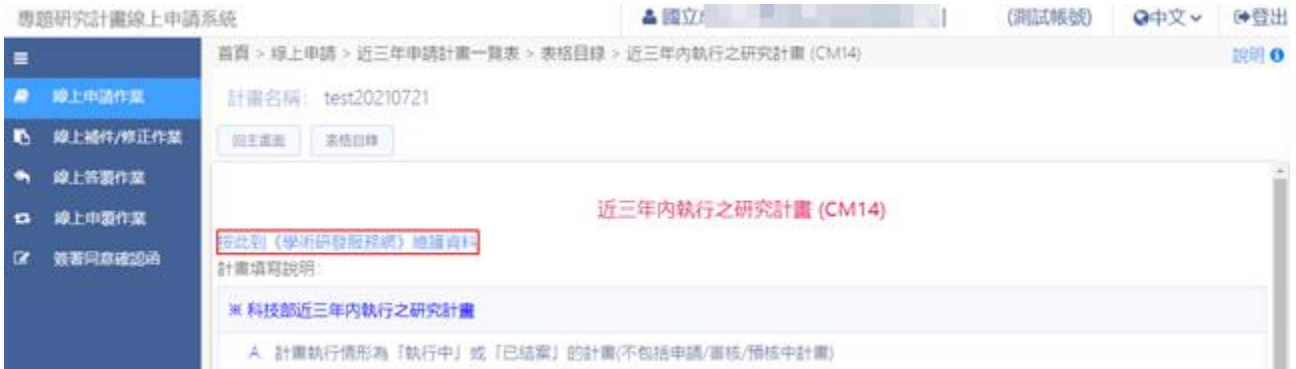 專題研究計畫線上申請系統
國立
(測試帳號)
中文
登出
首頁 > 線上申請 > 近三年申請計畫一覽表 > 表格目錄 > 近三年內執行之研究計畫 (CM14)
說明
線上申請作業
計畫名稱: test20210721
線上補件/修正作業
回主畫面
表格目錄
線上答覆作業
線上申覆作業
近三年內執行之研究計畫 (CM14)
按此到《學術研發服務網》維護資料
簽署同意確認函
計畫填寫說明:
※ 科技部近三年內執行之研究計畫
A. 計畫執行情形為「執行中」或「已結案」的計畫(不包括申請/審核/預核中計畫)